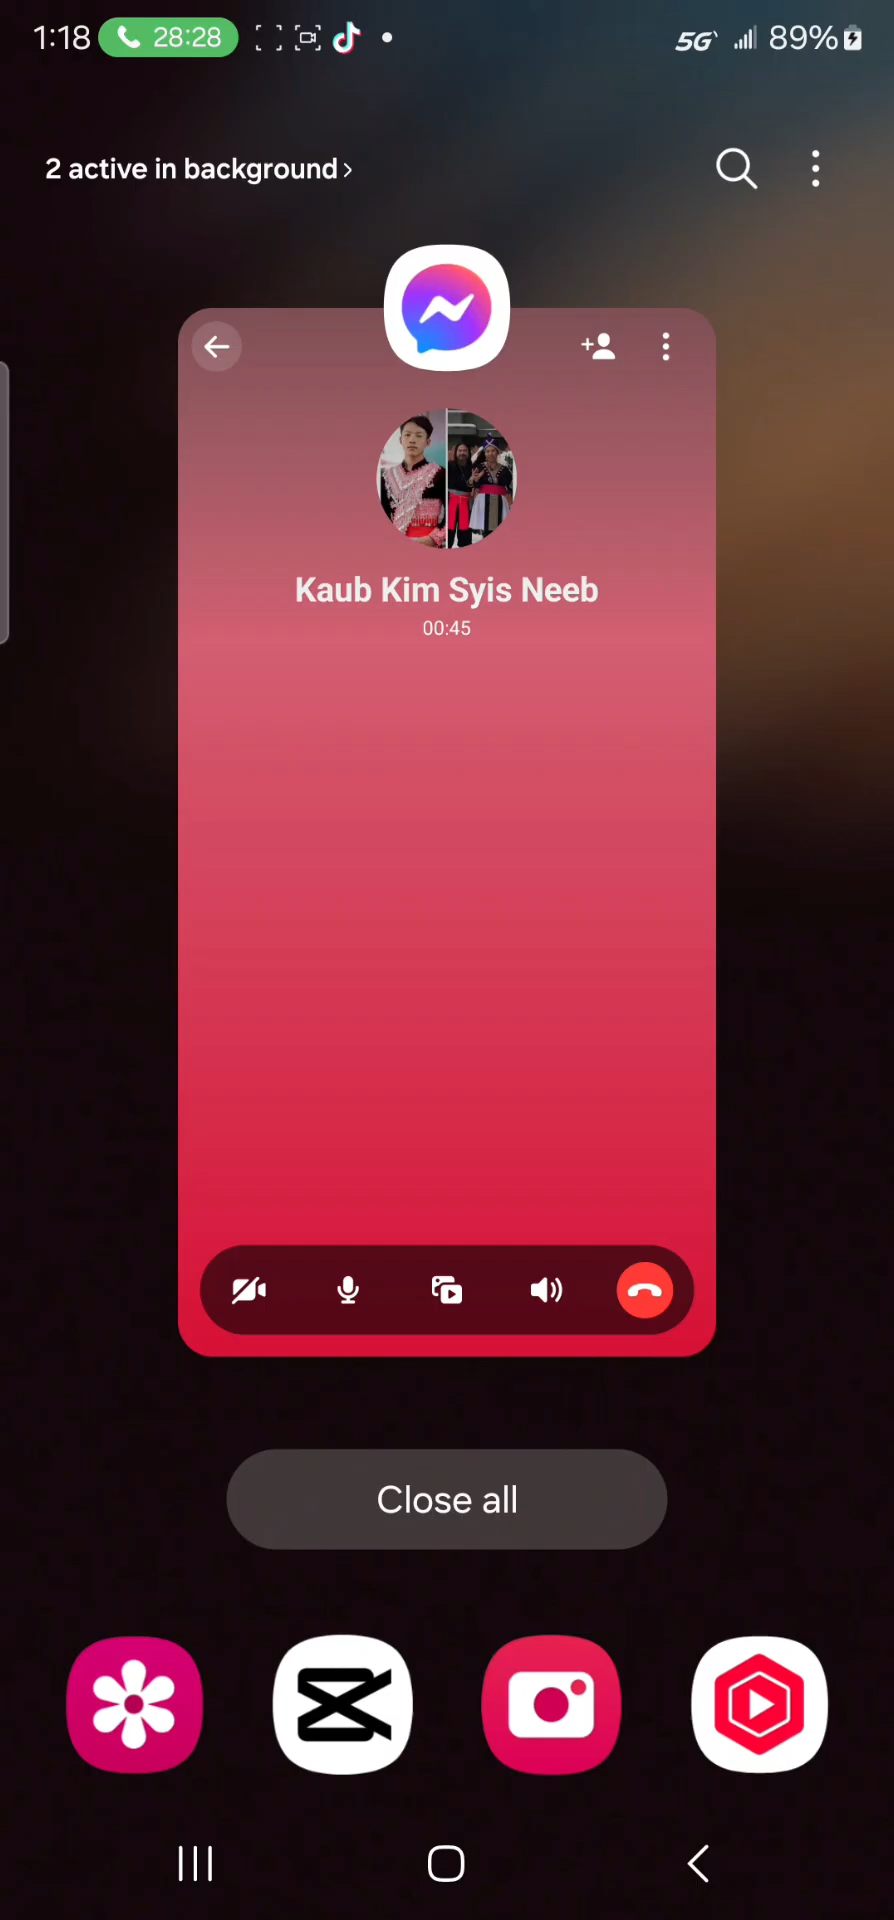 1:18 28:28 5G 89%
2 active in background
Kaub Kim Syis Neeb
00:45
Close all